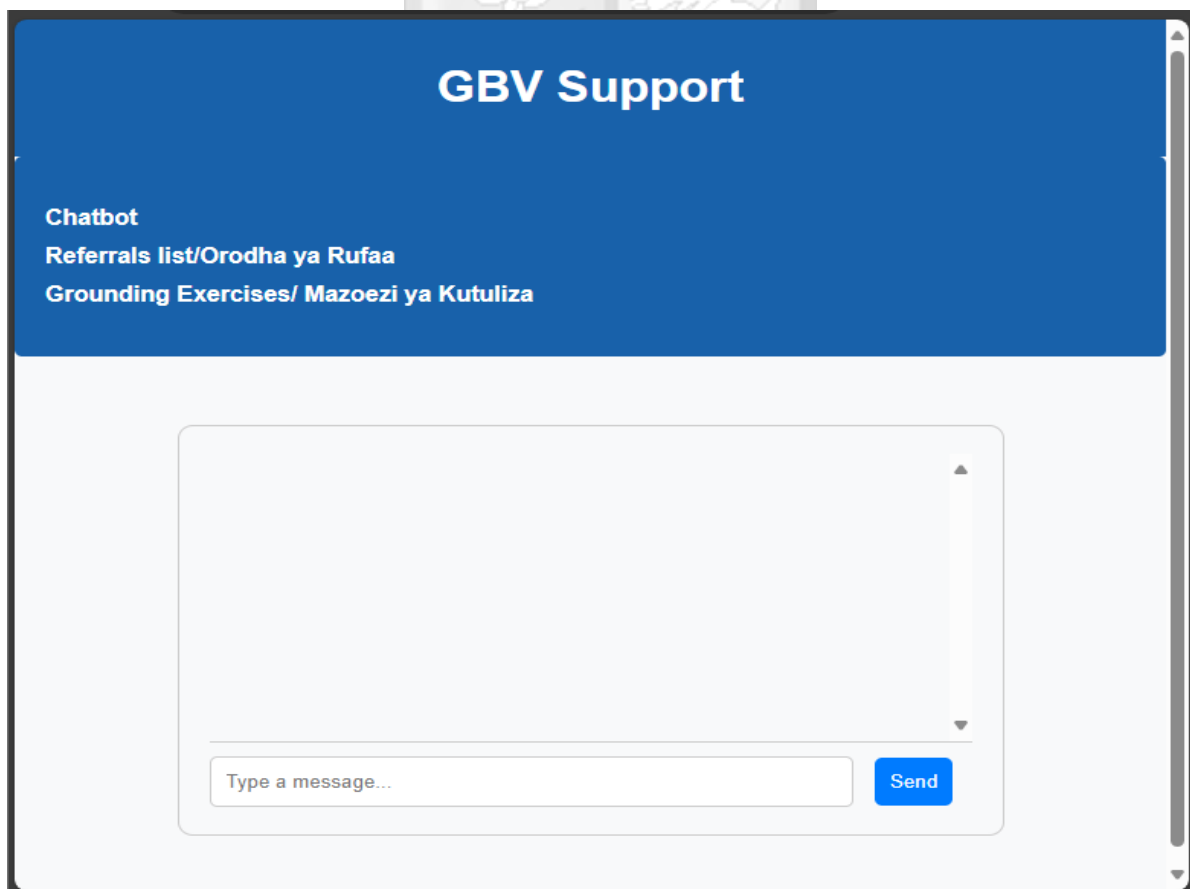 GBV Support
Chatbot
Referrals list/Orodha ya Rufaa
Grounding Exercises/ Mazoezi ya Kutuliza
Type a message...
Send